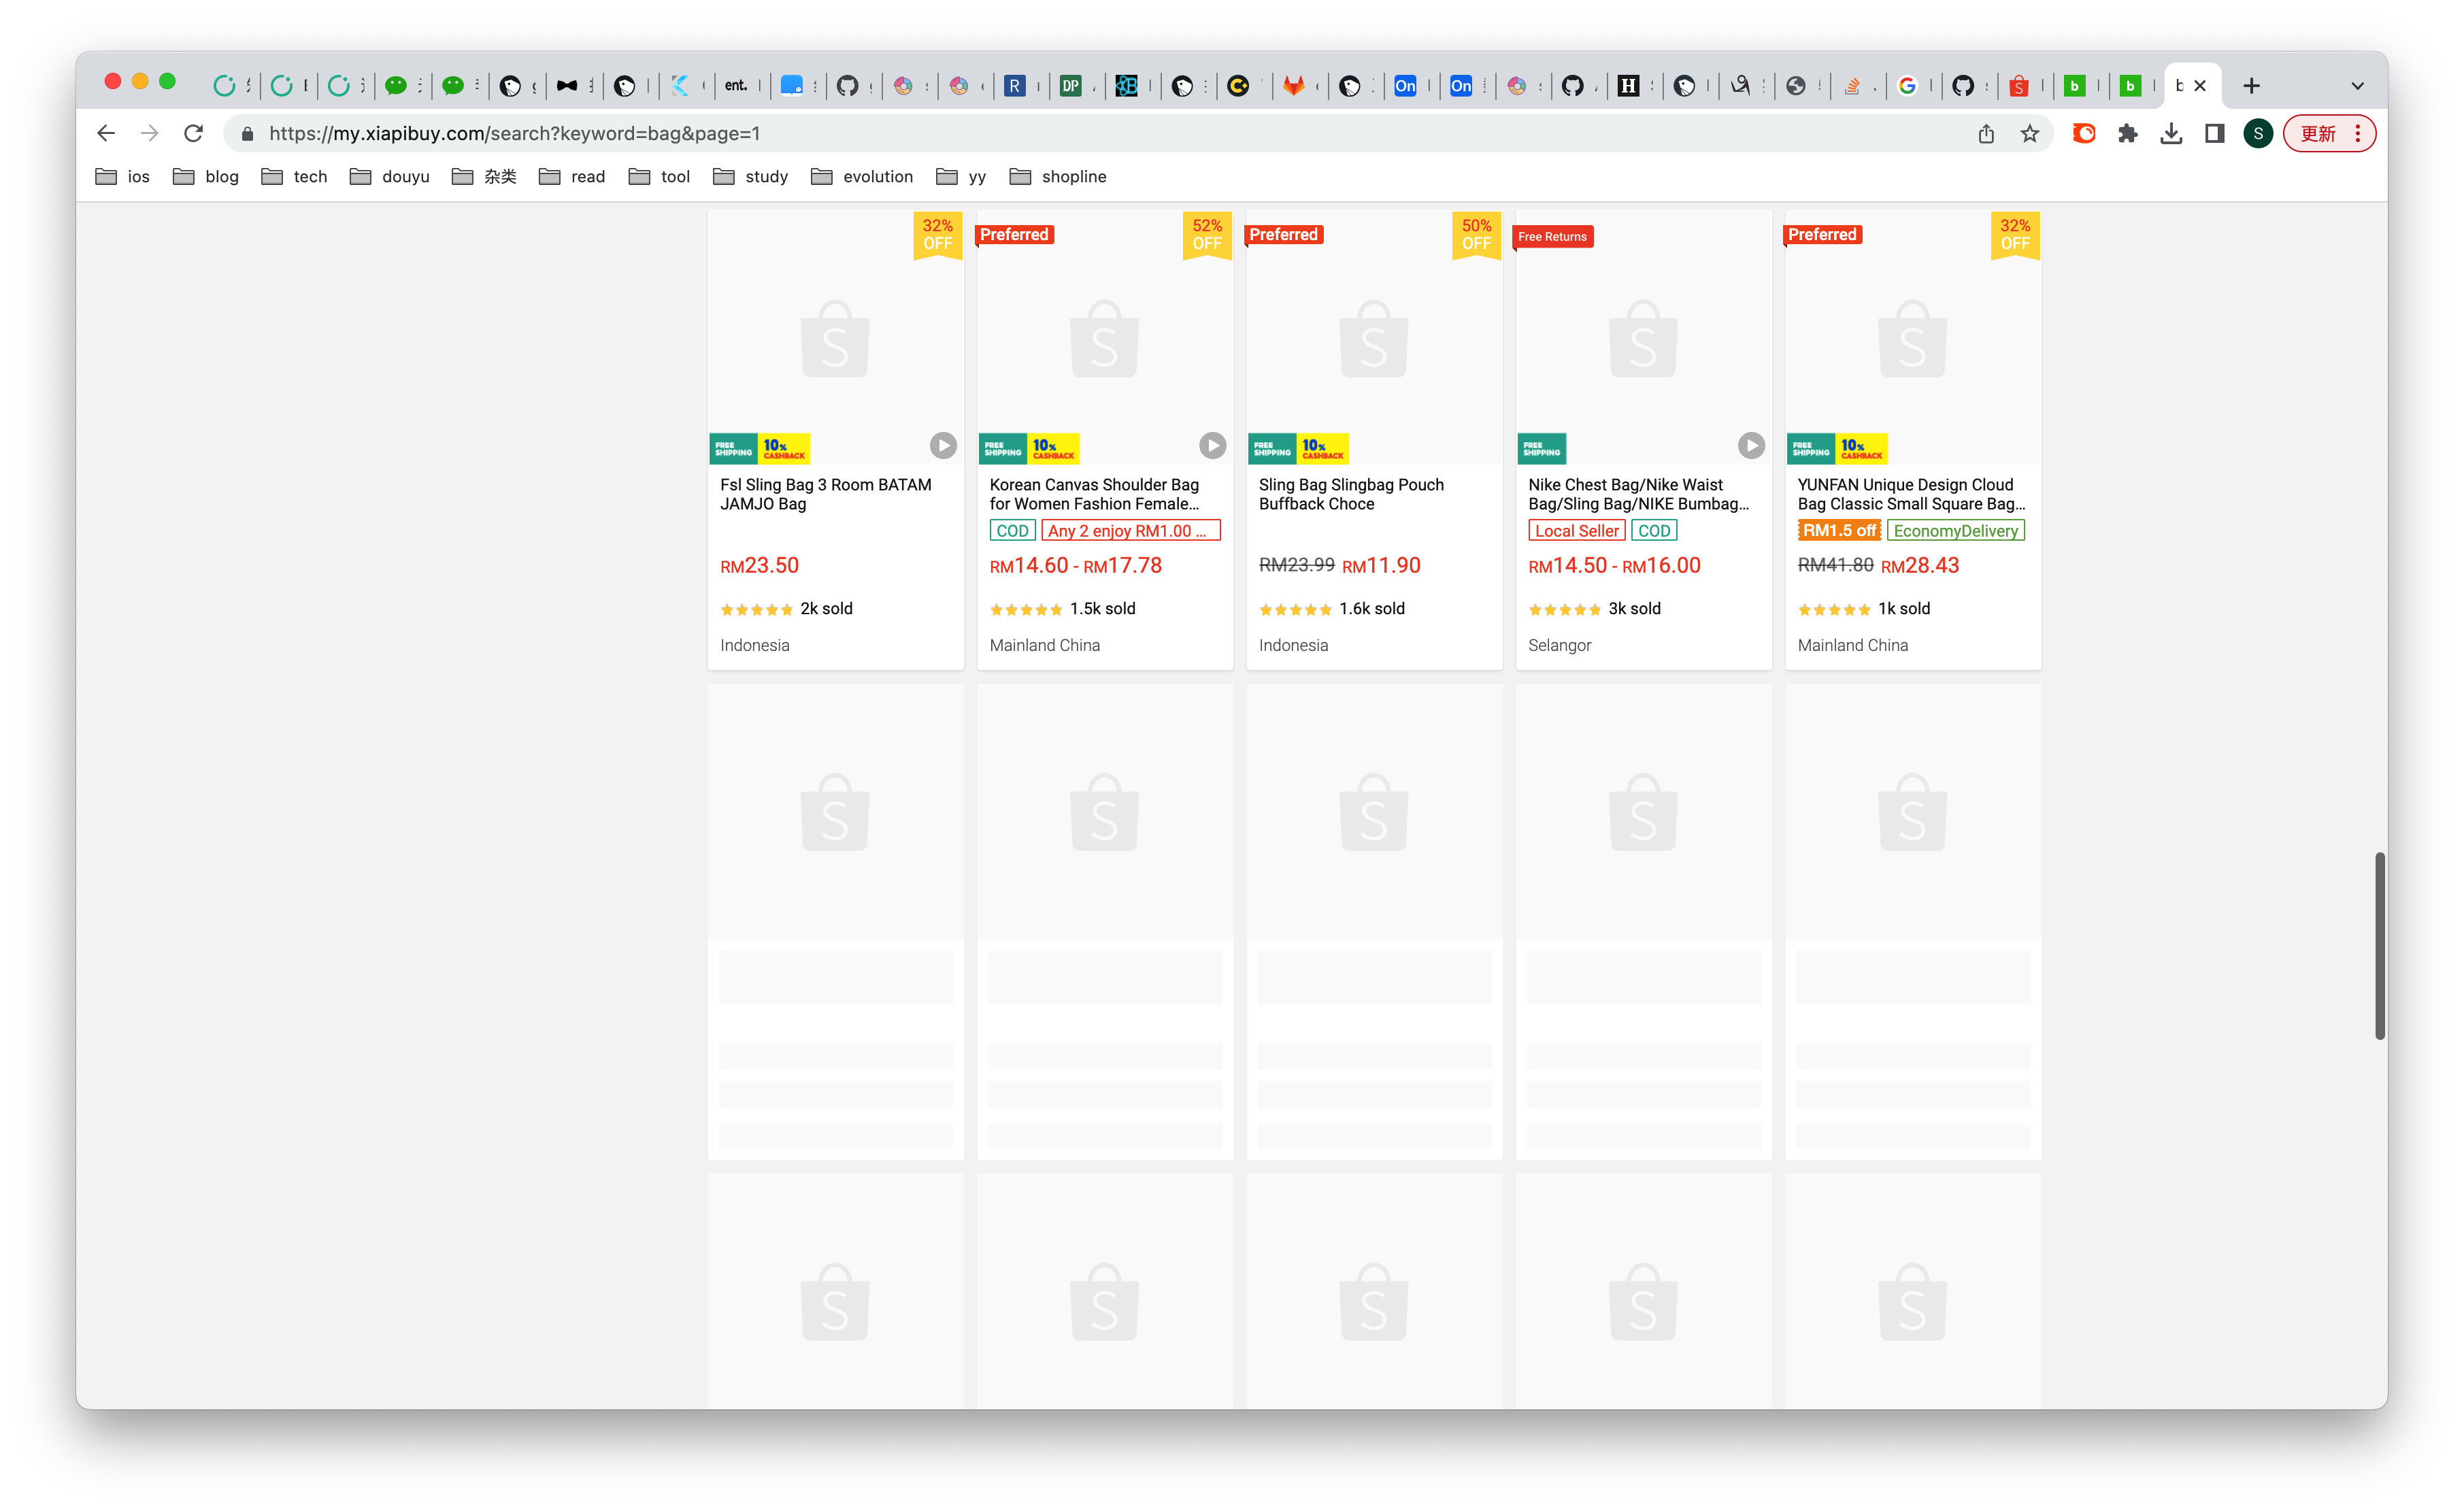 ent.
R
DP
B
C
On
On
H
G
S
b
b
https://my.xiapibuy.com/search?keyword=bag&page=1
S
更新
ios
blog
tech
douyu
杂类
read
tool
study
evolution
yy
shopline
32%
OFF
FREE
SHIPPING
10%
CASHBACK
Fsl Sling Bag 3 Room BATAM
JAMJO Bag
RM23.50
2k sold
Indonesia
Preferred
52%
OFF
FREE
SHIPPING
10%
CASHBACK
Korean Canvas Shoulder Bag
for Women Fashion Female...
COD
Any 2 enjoy RM1.00 ...
RM14.60 - RM17.78
1.5k sold
Mainland China
Preferred
50%
OFF
FREE
SHIPPING
10%
CASHBACK
Sling Bag Slingbag Pouch
Buffback Choce
RM23.99 RM11.90
1.6k sold
Indonesia
Free Returns
FREE
SHIPPING
Nike Chest Bag/Nike Waist
Bag/Sling Bag/NIKE Bumbag...
Local Seller
COD
RM14.50 - RM16.00
3k sold
Selangor
Preferred
32%
OFF
FREE
SHIPPING
10%
CASHBACK
YUNFAN Unique Design Cloud
Bag Classic Small Square Bag...
RM1.5 off
EconomyDelivery
RM41.80 RM28.43
1k sold
Mainland China